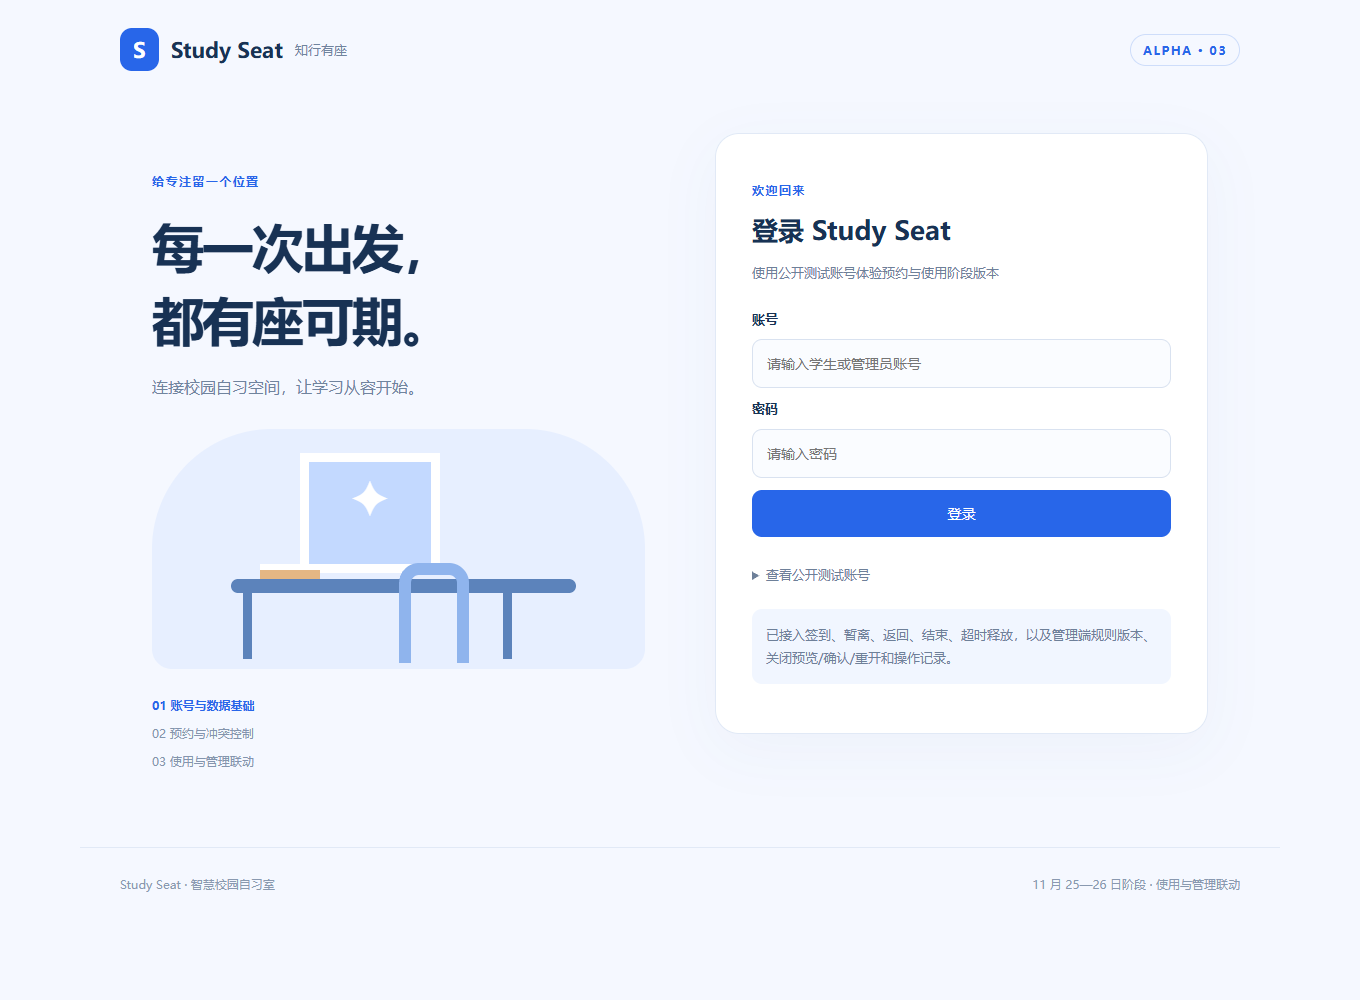 S Study Seat 知行有座
ALPHA • 03
给专注留一个位置
每一次出发，
都有座可期。
连接校园自习空间，让学习从容开始。
01 账号与数据基础
02 预约与冲突控制
03 使用与管理联动
欢迎回来
登录 Study Seat
使用公开测试账号体验预约与使用阶段版本
账号
请输入学生或管理员账号
密码
请输入密码
登录
查看公开测试账号
已接入签到、暂离、返回、结束、超时释放，以及管理端规则版本、
关闭预览/确认/重开和操作记录。
Study Seat · 智慧校园自习室
11 月 25—26 日阶段 · 使用与管理联动